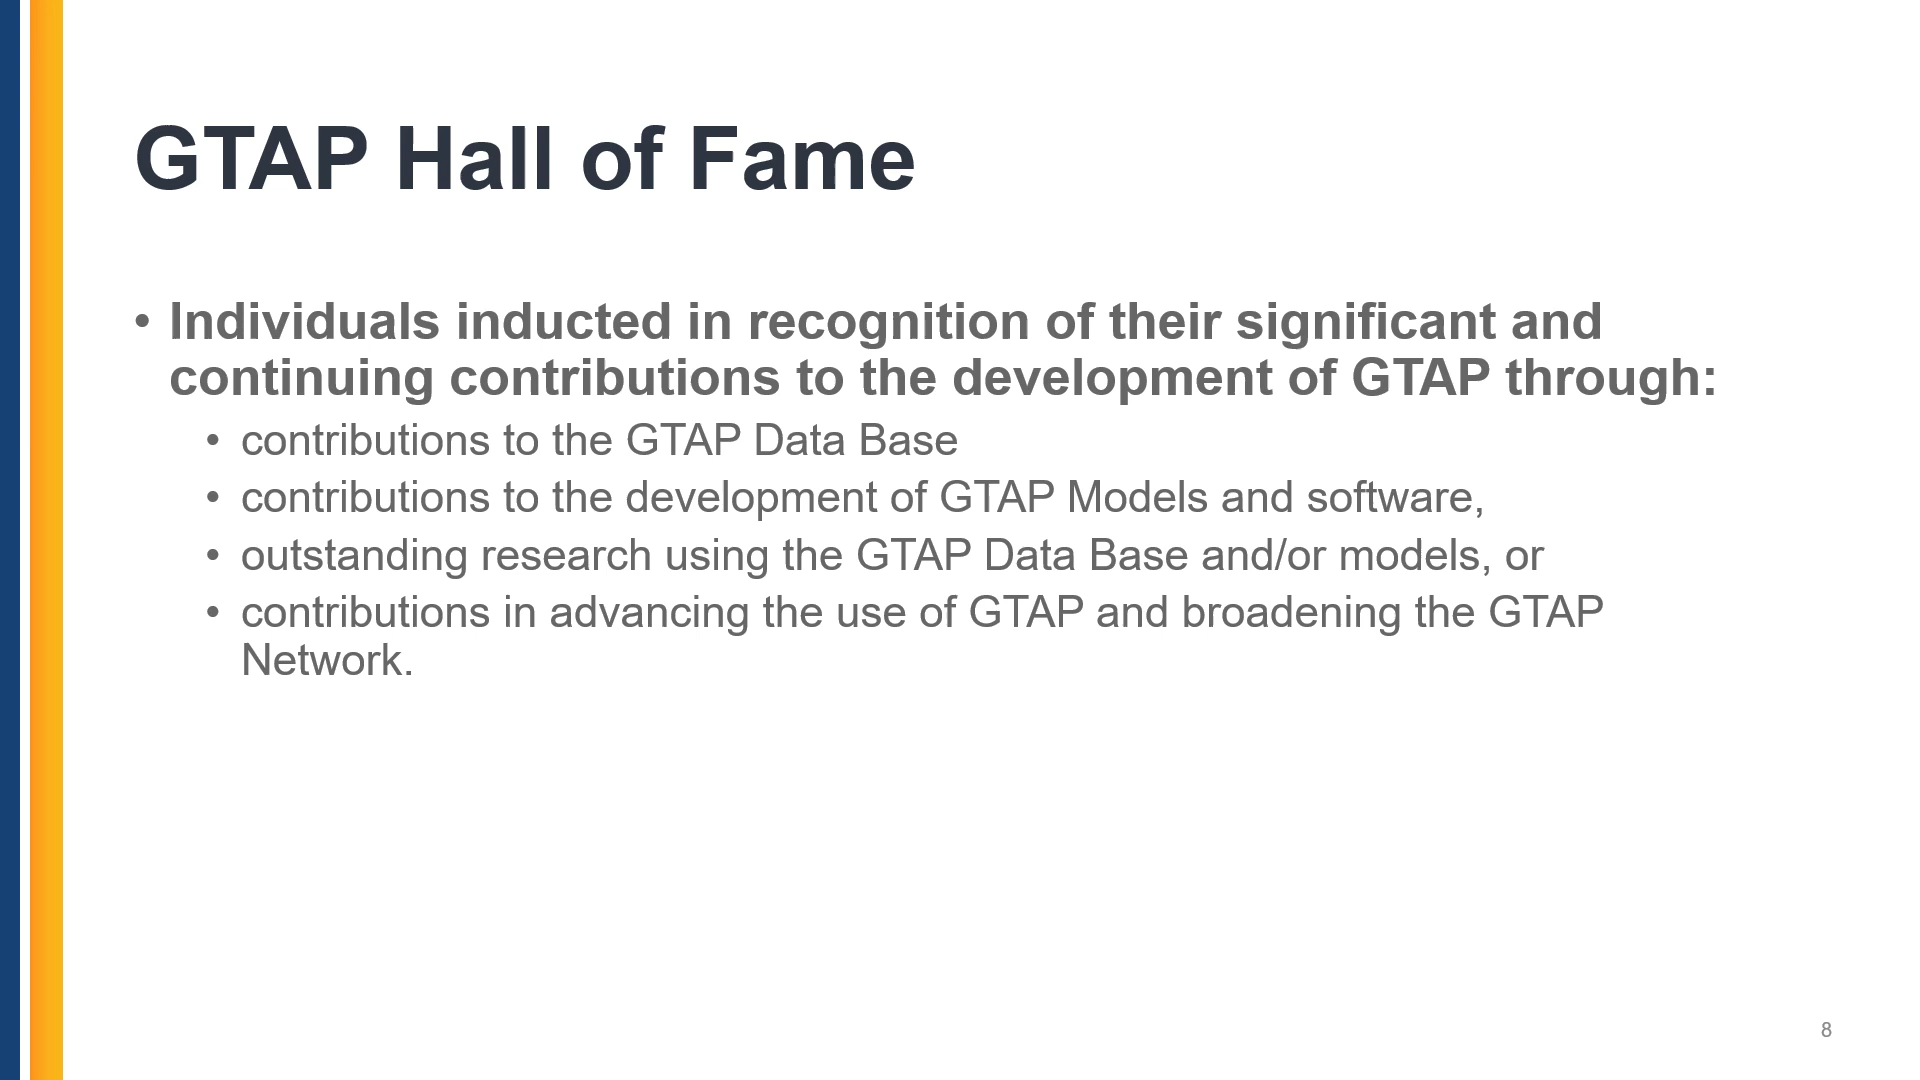 GTAP Hall of Fame
• Individuals inducted in recognition of their significant and
continuing contributions to the development of GTAP through:
• contributions to the GTAP Data Base
• contributions to the development of GTAP Models and software,
• outstanding research using the GTAP Data Base and/or models, or
• contributions in advancing the use of GTAP and broadening the GTAP
Network.
8